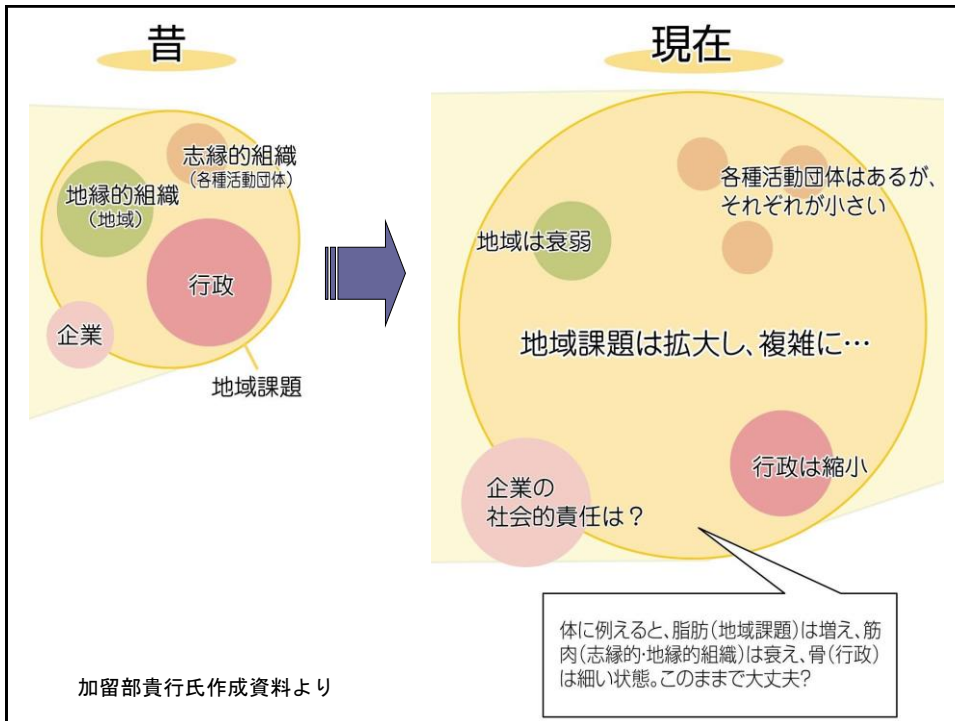 昔
志縁的組織
（各種活動団体）
地縁的組織
（地域）
行政
企業
地域課題
現在
各種活動団体はあるが、
それぞれが小さい
地域は衰弱
地域課題は拡大し、複雑に…
行政は縮小
企業の
社会的責任は？
体に例えると、脂肪（地域課題）は増え、筋
肉（志縁的・地縁的組織）は衰え、骨（行政）
は細い状態。このままで大丈夫?
加留部貴行氏作成資料より